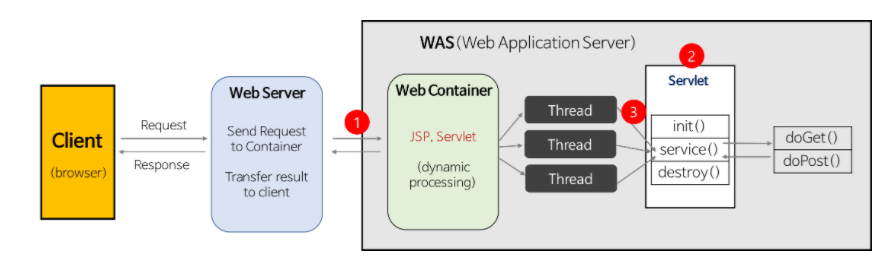 WAS (Web Application Server)
Client
(browser)
Request
Response
Web Server
Send Request
to Container
Transfer result
to client
1
Web Container
JSP, Servlet
(dynamic
processing)
Thread
Thread
Thread
2
Servlet
3
init()
service()
destroy()
doGet()
doPost()